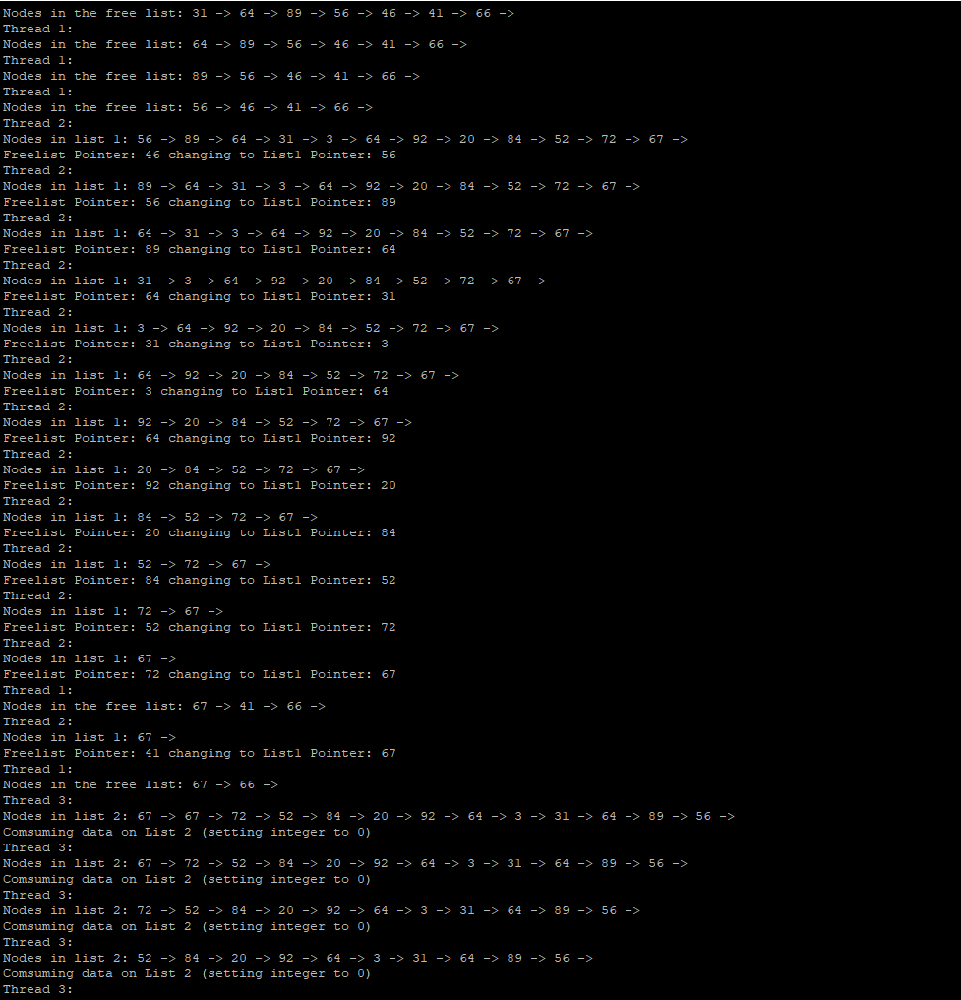 Nodes in the free list: 31 -> 64 -> 89 -> 56 -> 46 -> 41 -> 66 ->
Thread 1:
Nodes in the free list: 64 -> 89 -> 56 -> 46 -> 41 -> 66 ->
Thread 1:
Nodes in the free list: 89 -> 56 -> 46 -> 41 -> 66 ->
Thread 1:
Nodes in the free list: 56 -> 46 -> 41 -> 66 ->
Thread 2:
Nodes in list 1: 56 -> 89 -> 64 -> 31 -> 3 -> 64 -> 92 -> 20 -> 84 -> 52 -> 72 -> 67 ->
Freelist Pointer: 46 changing to List1 Pointer: 56
Thread 2:
Nodes in list 1: 89 -> 64 -> 31 -> 3 -> 64 -> 92 -> 20 -> 84 -> 52 -> 72 -> 67 ->
Freelist Pointer: 56 changing to List1 Pointer: 89
Thread 2:
Nodes in list 1: 64 -> 31 -> 3 -> 64 -> 92 -> 20 -> 84 -> 52 -> 72 -> 67 ->
Freelist Pointer: 89 changing to List1 Pointer: 64
Thread 2:
Nodes in list 1: 31 -> 3 -> 64 -> 92 -> 20 -> 84 -> 52 -> 72 -> 67 ->
Freelist Pointer: 64 changing to List1 Pointer: 31
Thread 2:
Nodes in list 1: 3 -> 64 -> 92 -> 20 -> 84 -> 52 -> 72 -> 67 ->
Freelist Pointer: 31 changing to List1 Pointer: 3
Thread 2:
Nodes in list 1: 64 -> 92 -> 20 -> 84 -> 52 -> 72 -> 67 ->
Freelist Pointer: 3 changing to List1 Pointer: 64
Thread 2:
Nodes in list 1: 92 -> 20 -> 84 -> 52 -> 72 -> 67 ->
Freelist Pointer: 64 changing to List1 Pointer: 92
Thread 2:
Nodes in list 1: 20 -> 84 -> 52 -> 72 -> 67 ->
Freelist Pointer: 92 changing to List1 Pointer: 20
Thread 2:
Nodes in list 1: 84 -> 52 -> 72 -> 67 ->
Freelist Pointer: 20 changing to List1 Pointer: 84
Thread 2:
Nodes in list 1: 52 -> 72 -> 67 ->
Freelist Pointer: 84 changing to List1 Pointer: 52
Thread 2:
Nodes in list 1: 72 -> 67 ->
Freelist Pointer: 52 changing to List1 Pointer: 72
Thread 2:
Nodes in list 1: 67 ->
Freelist Pointer: 72 changing to List1 Pointer: 67
Thread 1:
Nodes in the free list: 67 -> 41 -> 66 ->
Thread 2:
Nodes in list 1: 67 ->
Freelist Pointer: 41 changing to List1 Pointer: 67
Thread 1:
Nodes in the free list: 67 -> 66 ->
Thread 3:
Nodes in list 2: 67 -> 67 -> 72 -> 52 -> 84 -> 20 -> 92 -> 64 -> 3 -> 31 -> 64 -> 89 -> 56 ->
Comsuming data on List 2 (setting integer to 0)
Thread 3:
Nodes in list 2: 67 -> 72 -> 52 -> 84 -> 20 -> 92 -> 64 -> 3 -> 31 -> 64 -> 89 -> 56 ->
Comsuming data on List 2 (setting integer to 0)
Thread 3:
Nodes in list 2: 72 -> 52 -> 84 -> 20 -> 92 -> 64 -> 3 -> 31 -> 64 -> 89 -> 56 ->
Comsuming data on List 2 (setting integer to 0)
Thread 3:
Nodes in list 2: 52 -> 84 -> 20 -> 92 -> 64 -> 3 -> 31 -> 64 -> 89 -> 56 ->
Comsuming data on List 2 (setting integer to 0)
Thread 3: